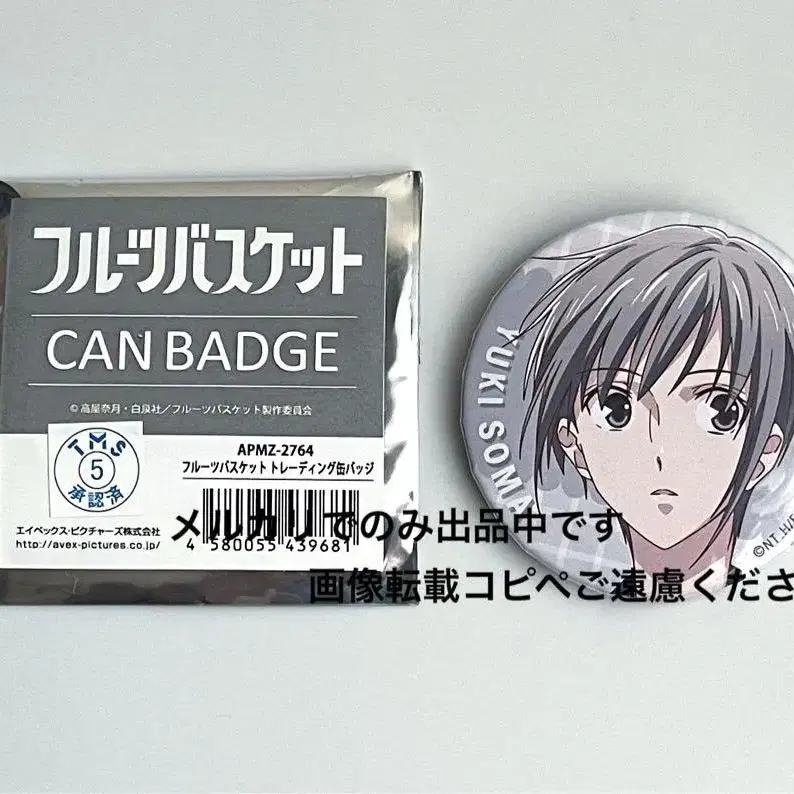 フルーツバスケット
CAN BADGE
©高屋奈月・白泉社／フルーツバスケット製作委員会
TMS
5
承認済
APMZ-2764
フルーツバスケット トレーディング缶バッジ
4 580055 439681
エイベックス・ピクチャーズ株式会社
http://avex-pictures.co.jp/
YUKI SOMA
©NT,H/F
メルカリでのみ出品中です
画像転載コピペご遠慮くださ